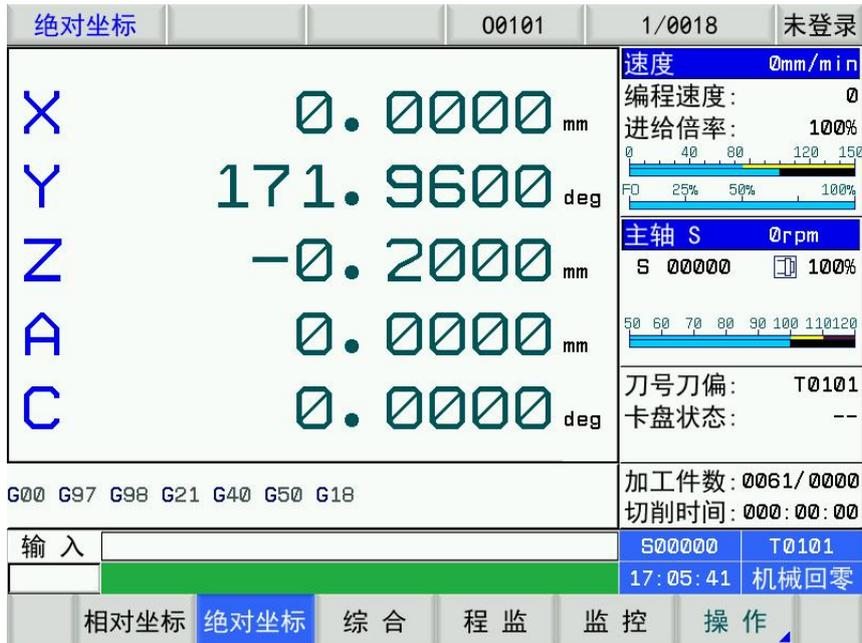 绝对坐标 O0101 1/0018 未登录
X 0.0000 mm
Y 171.9600 deg
Z -0.2000 mm
A 0.0000 mm
C 0.0000 deg
速度 0mm/min
编程速度: 0
进给倍率: 100%
0 40 80 120 150
F0 25% 50% 100%
主轴 S 0rpm
S 00000 100%
50 60 70 80 90 100 110 120
刀号刀偏: T0101
卡盘状态: --
G00 G97 G98 G21 G40 G50 G18
加工件数: 0061/0000
切削时间: 000:00:00
输 入
S00000 T0101
17:05:41 机械回零
相对坐标 绝对坐标 综 合 程 监 监 控 操 作